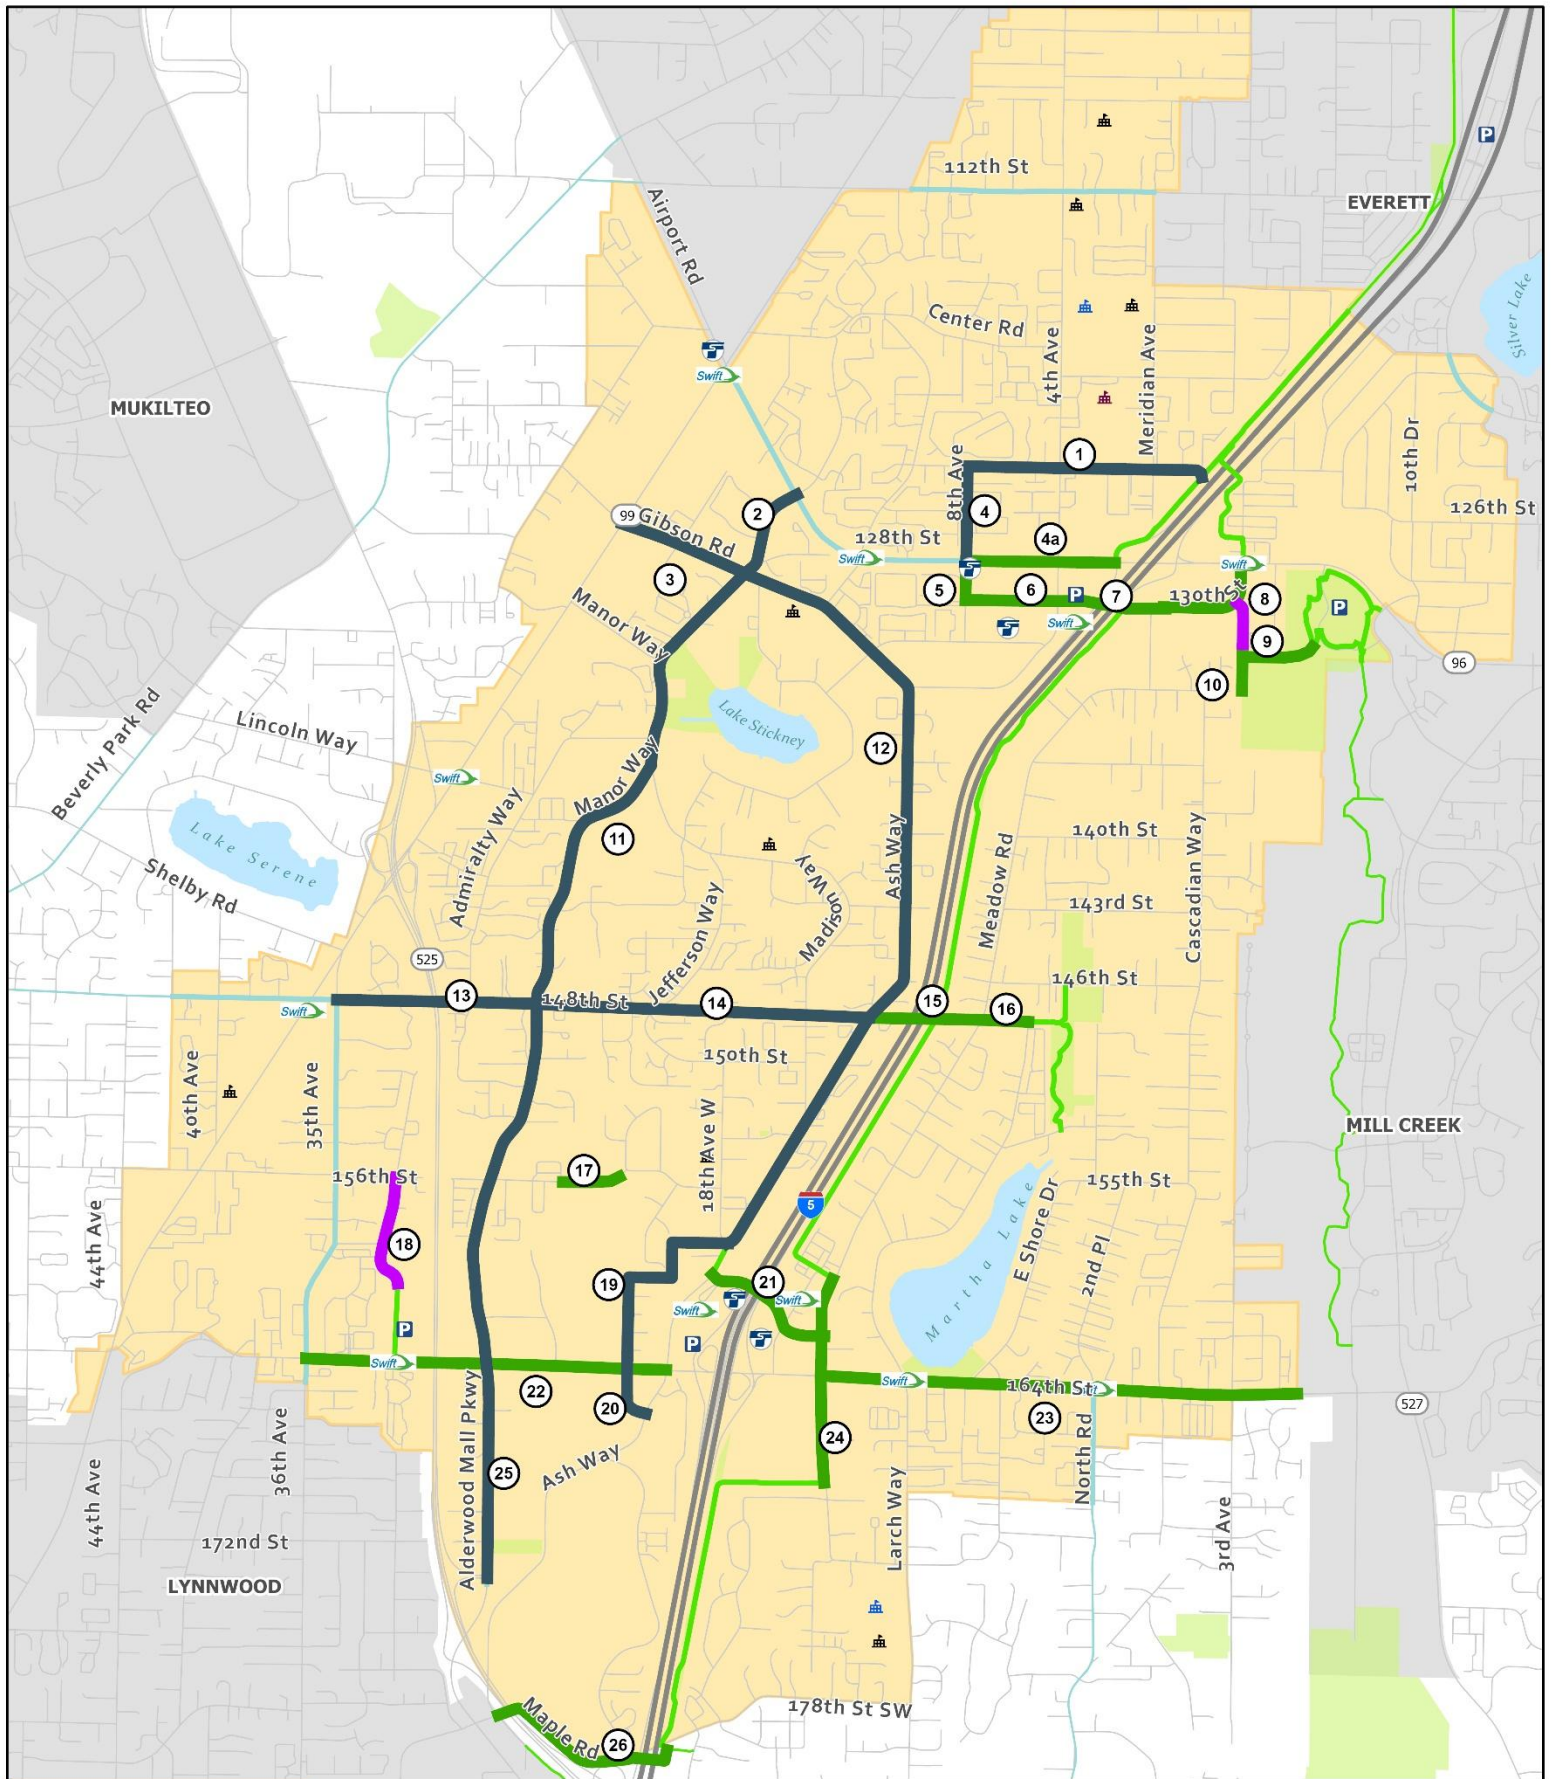 112th St
EVERETT
Airport Rd
Silver Lake
Center Rd
4th Ave
Meridian Ave
Swift
MUKILTEO
10th Dr
8th Ave
1
126th St
99
Gibson Rd
2
4
128th St
4a
Swift
Swift
3
5
6
7
130th St
8
Manor Way
Swift
9
96
10
Beverly Park Rd
Lincoln Way
Lake Stickney
12
Swift
Manor Way
Admiralty Way
11
140th St
Lake Serene
Shelby Rd
Ash Way
Meadow Rd
Cascadian Way
Madison Way
Jefferson Way
143rd St
525
146th St
13
148th St
14
15
16
Swift
150th St
40th Ave
35th Ave
18th Ave W
MILL CREEK
156th St
17
155th St
5
44th Ave
18
Martha Lake
E Shore Dr
2nd Pl
19
21
Swift
Swift
P
P
P
P
P
Swift
22
Swift
164th St
527
20
23
24
Alderwood Mall Pkwy
36th Ave
44th Ave
25
Ash Way
Larch Way
North Rd
3rd Ave
172nd St
LYNNWOOD
Maple Rd
26
178th St SW